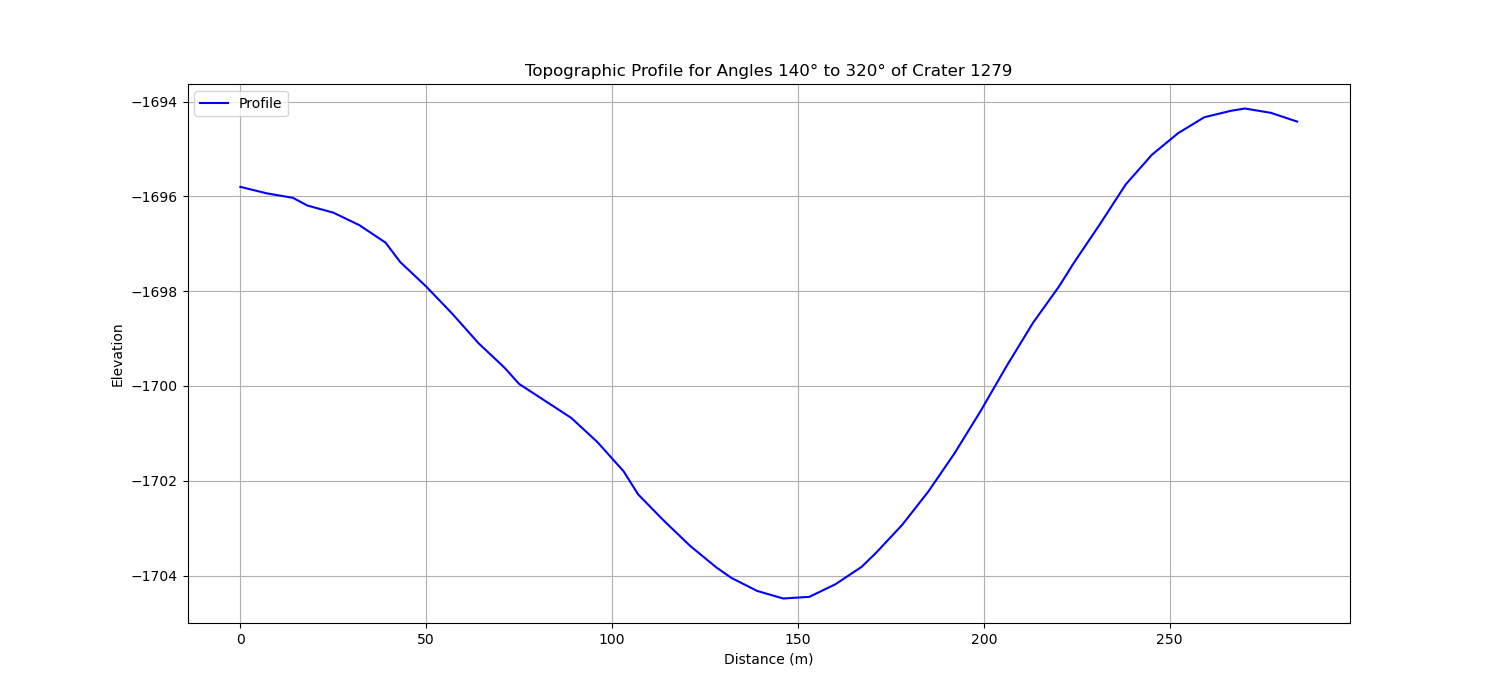 Topographic Profile for Angles 140° to 320° of Crater 1279
Profile
−1694
−1696
−1698
−1700
−1702
−1704
Elevation
0 50 100 150 200 250
Distance (m)